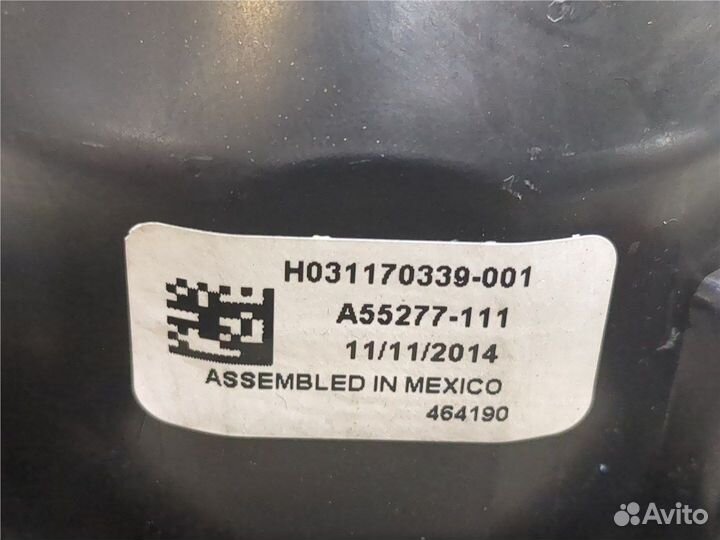 H031170339-001
A55277-111
11/11/2014
ASSEMBLED IN MEXICO
464190
Avito